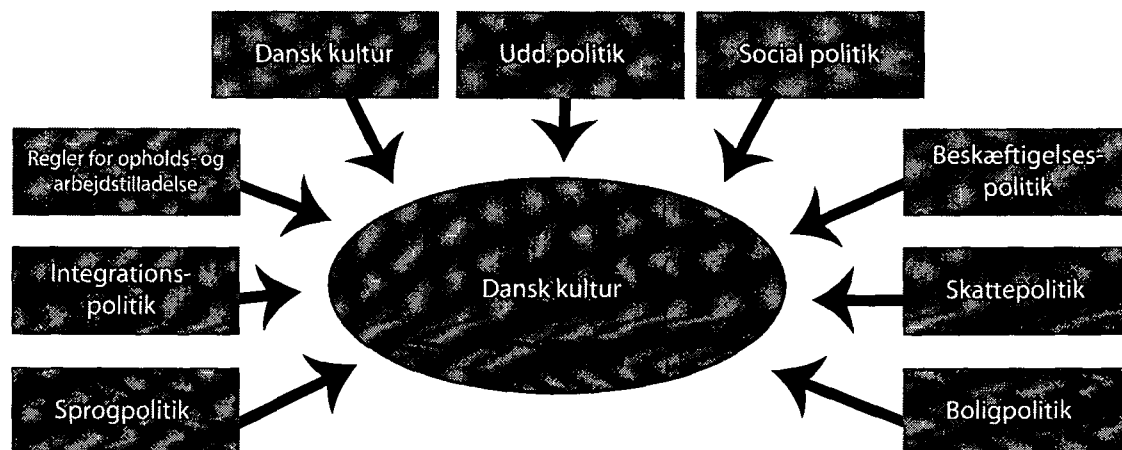 Dansk kultur
Udd. politik
Social politik
Regler for opholds- og
arbejdstilladelse
Beskæftigelses-
politik
Integrations-
politik
Dansk kultur
Skattepolitik
Sprogpolitik
Boligpolitik